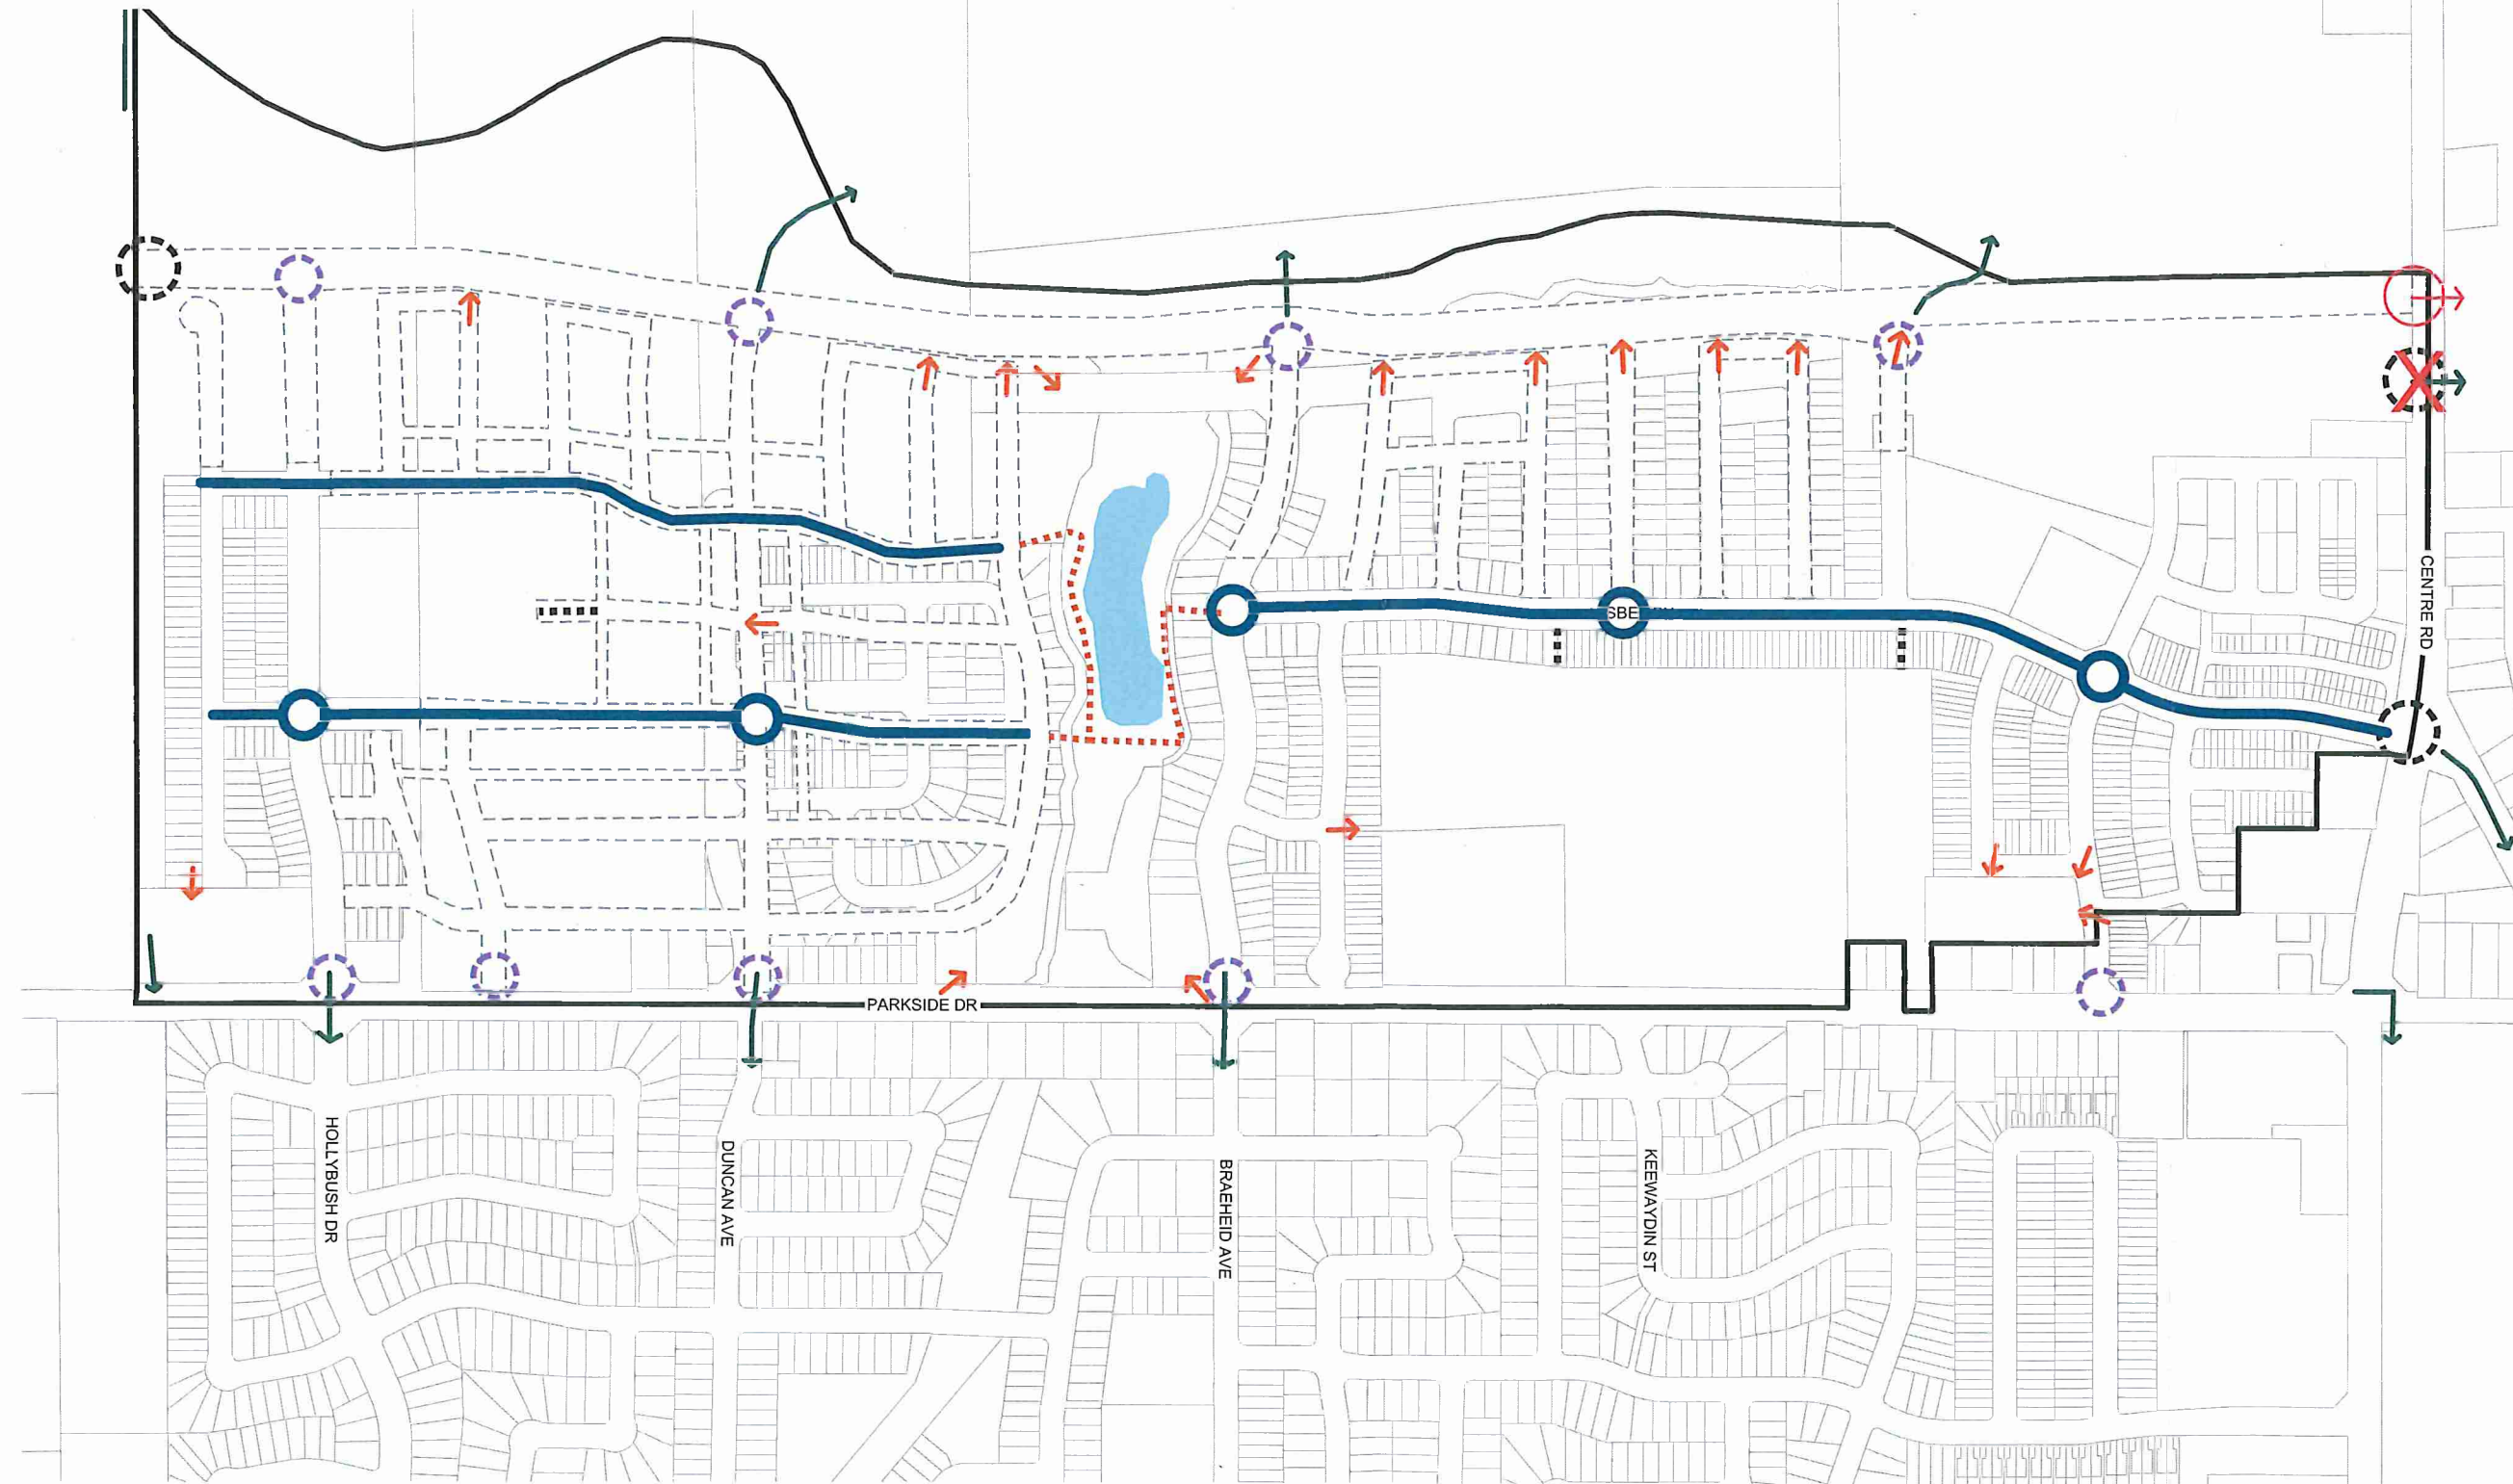 CENTRE RD
SBE
PARKSIDE DR
HOLLYBUSH DR
DUNCAN AVE
BRAEHEID AVE
KEEWAYDIN ST